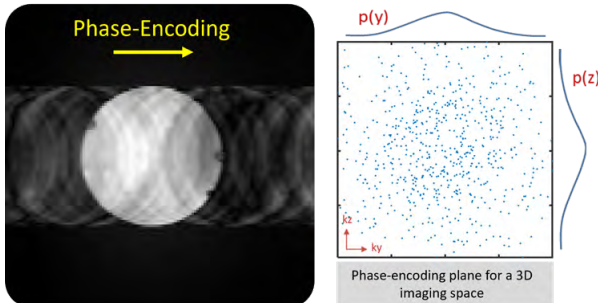 Phase-Encoding
p(y)
p(z)
kz
ky
Phase-encoding plane for a 3D
imaging space